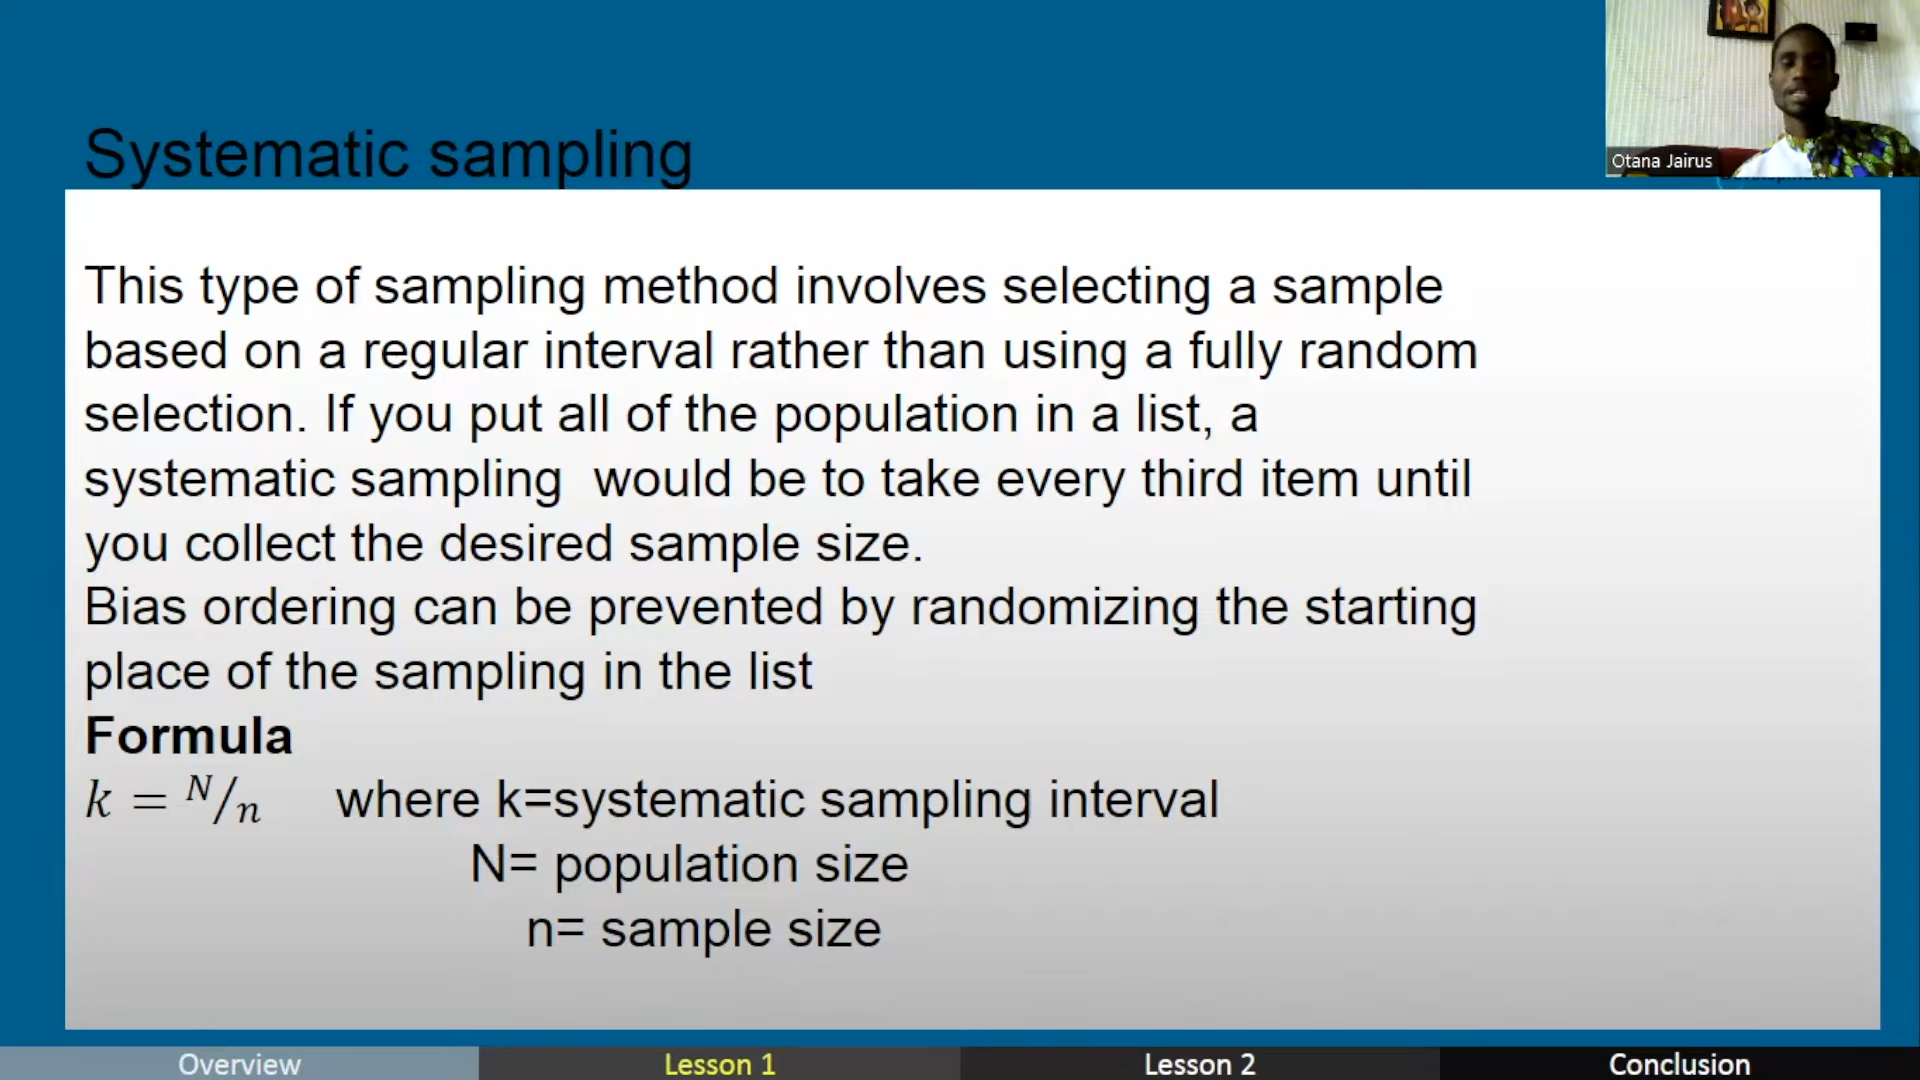 Systematic sampling
Otana Jairus
This type of sampling method involves selecting a sample
based on a regular interval rather than using a fully random
selection. If you put all of the population in a list, a
systematic sampling  would be to take every third item until
you collect the desired sample size.
Bias ordering can be prevented by randomizing the starting
place of the sampling in the list
Formula
k = N/n where k=systematic sampling interval
N= population size
n= sample size
Overview
Lesson 1
Lesson 2
Conclusion